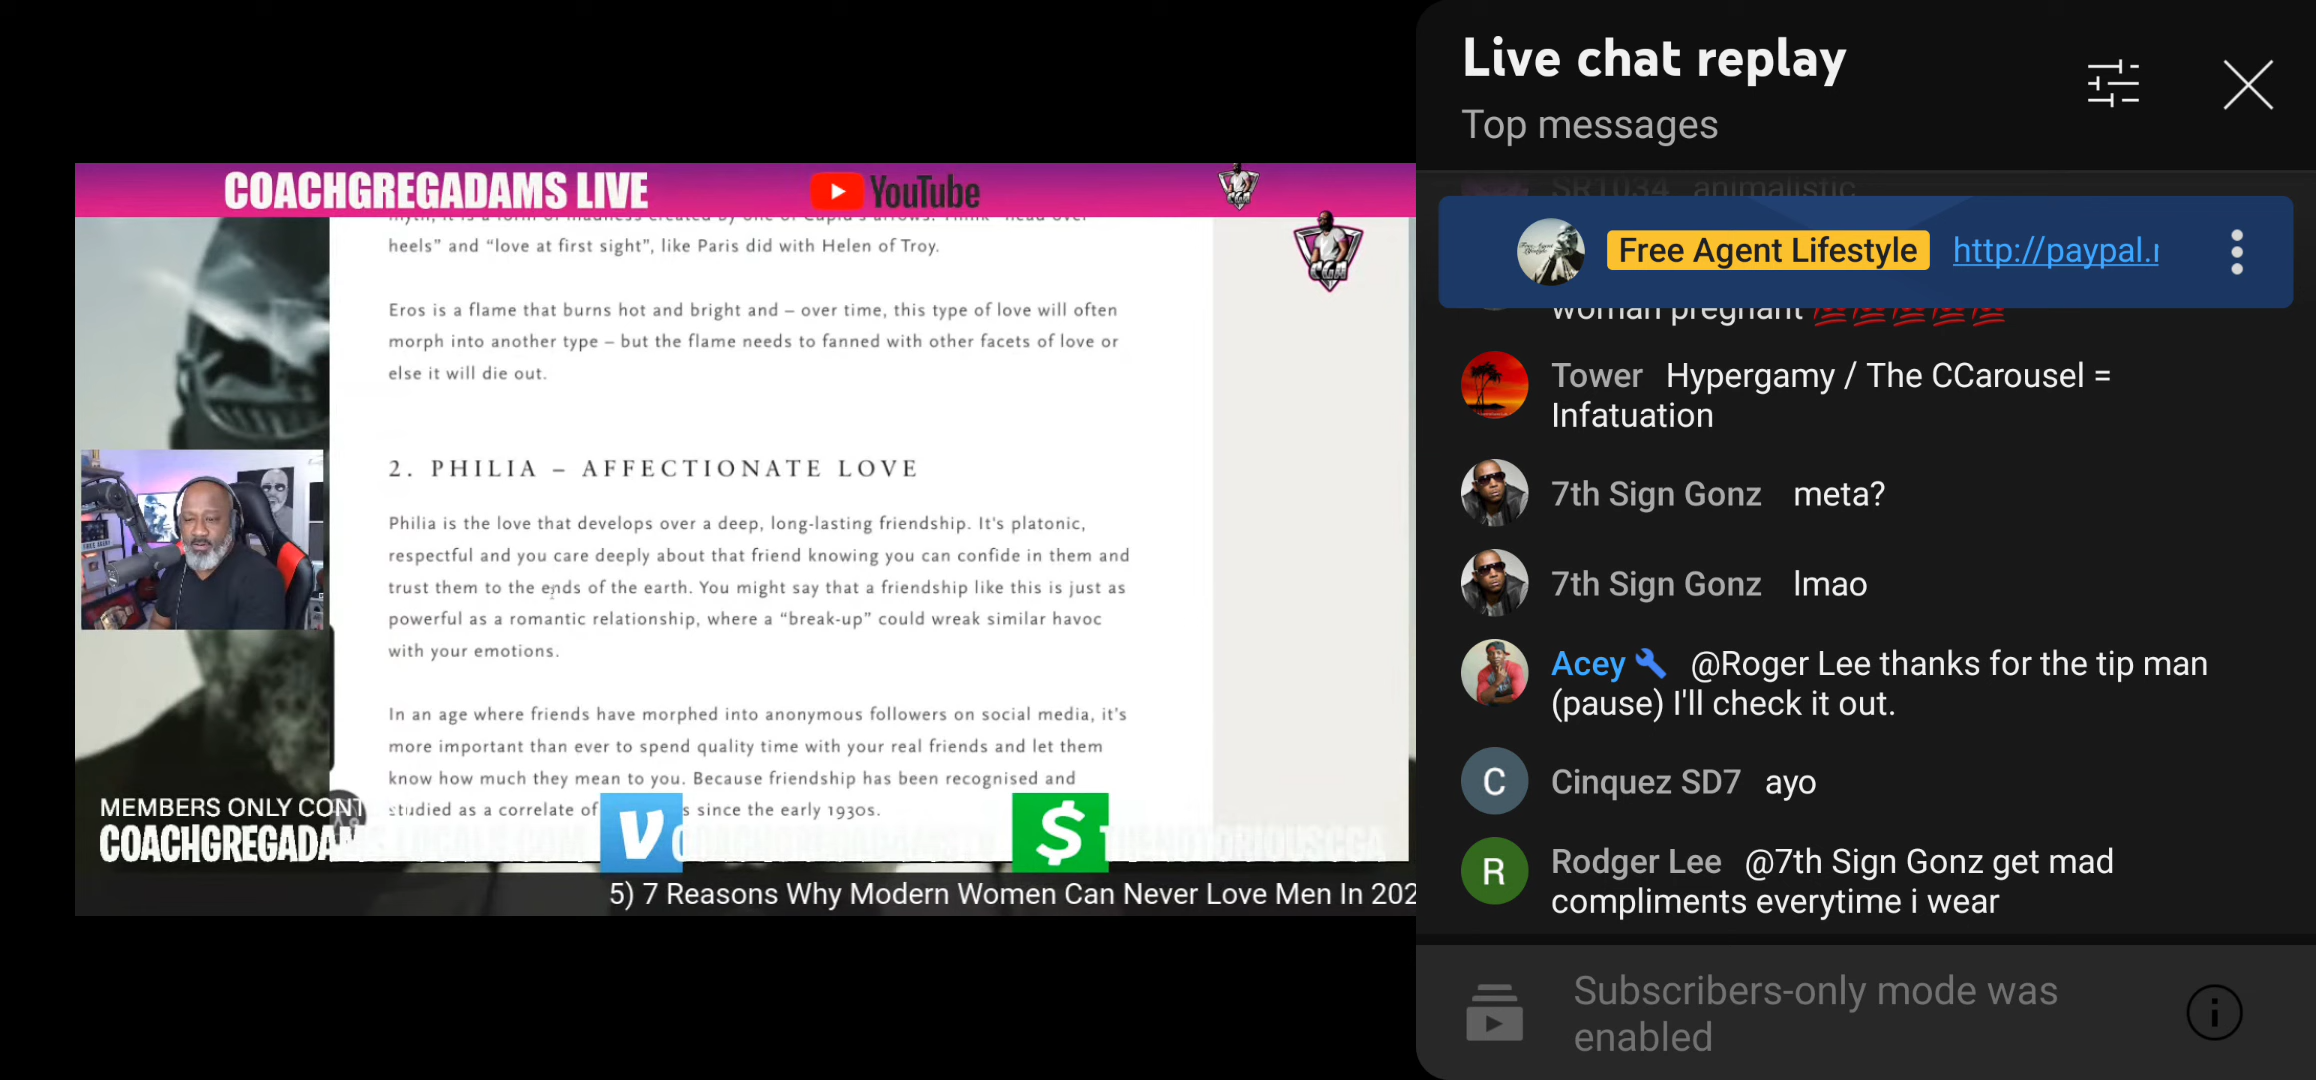 COACHGREGADAMS LIVE
YouTube
heels” and “love at first sight”, like Paris did with Helen of Troy.
CGA
Eros is a flame that burns hot and bright and – over time, this type of love will often
morph into another type – but the flame needs to fanned with other facets of love or
else it will die out.
2. PHILIA – AFFECTIONATE LOVE
Philia is the love that develops over a deep, long-lasting friendship. It's platonic,
respectful and you care deeply about that friend knowing you can confide in them and
trust them to the ends of the earth. You might say that a friendship like this is just as
powerful as a romantic relationship, where a “break-up” could wreak similar havoc
with your emotions.
In an age where friends have morphed into anonymous followers on social media, it's
more important than ever to spend quality time with your real friends and let them
know how much they mean to you. Because friendship has been recognised and
studied as a correlate of s since the early 1930s.
MEMBERS ONLY CONT
COACHGREGADAMS
5) 7 Reasons Why Modern Women Can Never Love Men In 202
Live chat replay
Top messages
SR1034 animalistic
Free Agent Lifestyle http://paypal.
woman pregnant 💯💯💯💯💯
Tower Hypergamy / The CCarousel =
Infatuation
7th Sign Gonz meta?
7th Sign Gonz lmao
Acey @Roger Lee thanks for the tip man
(pause) I'll check it out.
C Cinquez SD7 ayo
R Rodger Lee @7th Sign Gonz get mad
compliments everytime i wear
Subscribers-only mode was
enabled